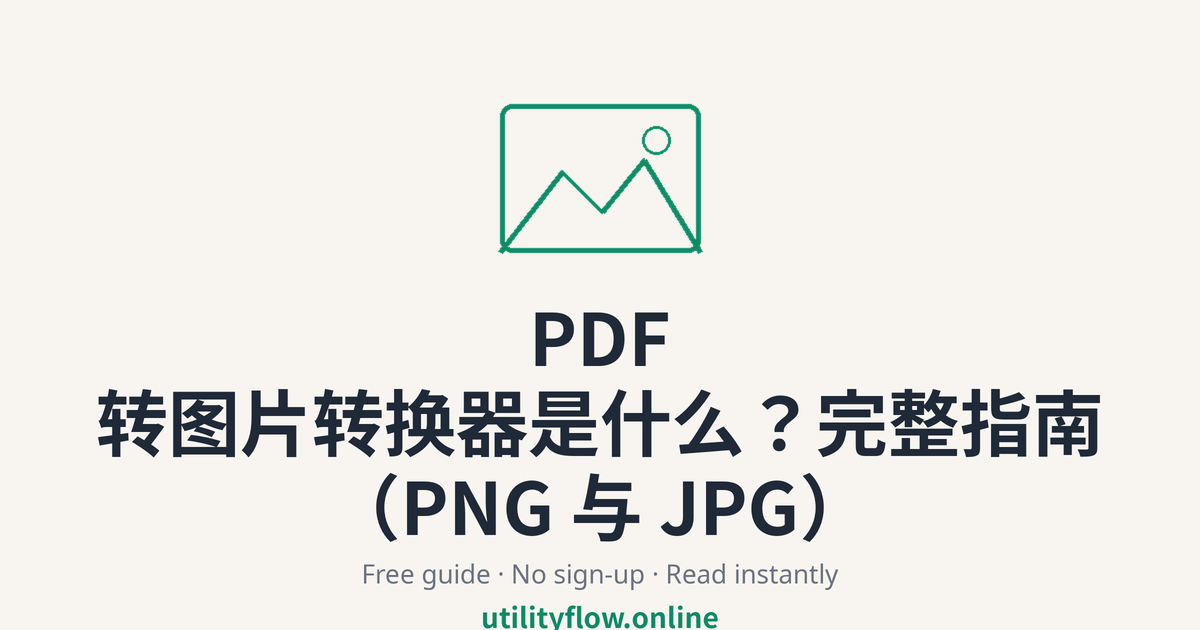 PDF
转图片转换器是什么？完整指南
（PNG 与 JPG）
Free guide · No sign-up · Read instantly
utilityflow.online